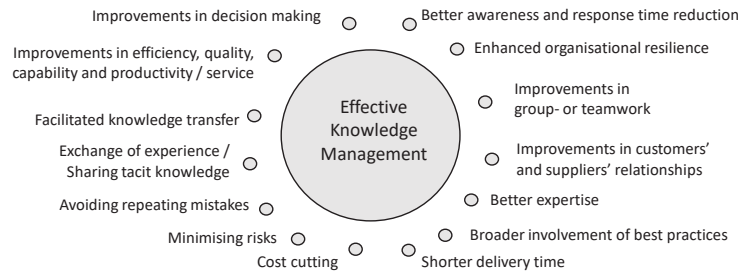 Improvements in decision making
Better awareness and response time reduction
Improvements in efficiency, quality,
capability and productivity / service
Enhanced organisational resilience
Effective
Knowledge
Management
Improvements in
group- or teamwork
Facilitated knowledge transfer
Exchange of experience /
Sharing tacit knowledge
Improvements in customers’
and suppliers’ relationships
Avoiding repeating mistakes
Better expertise
Minimising risks
Broader involvement of best practices
Cost cutting
Shorter delivery time